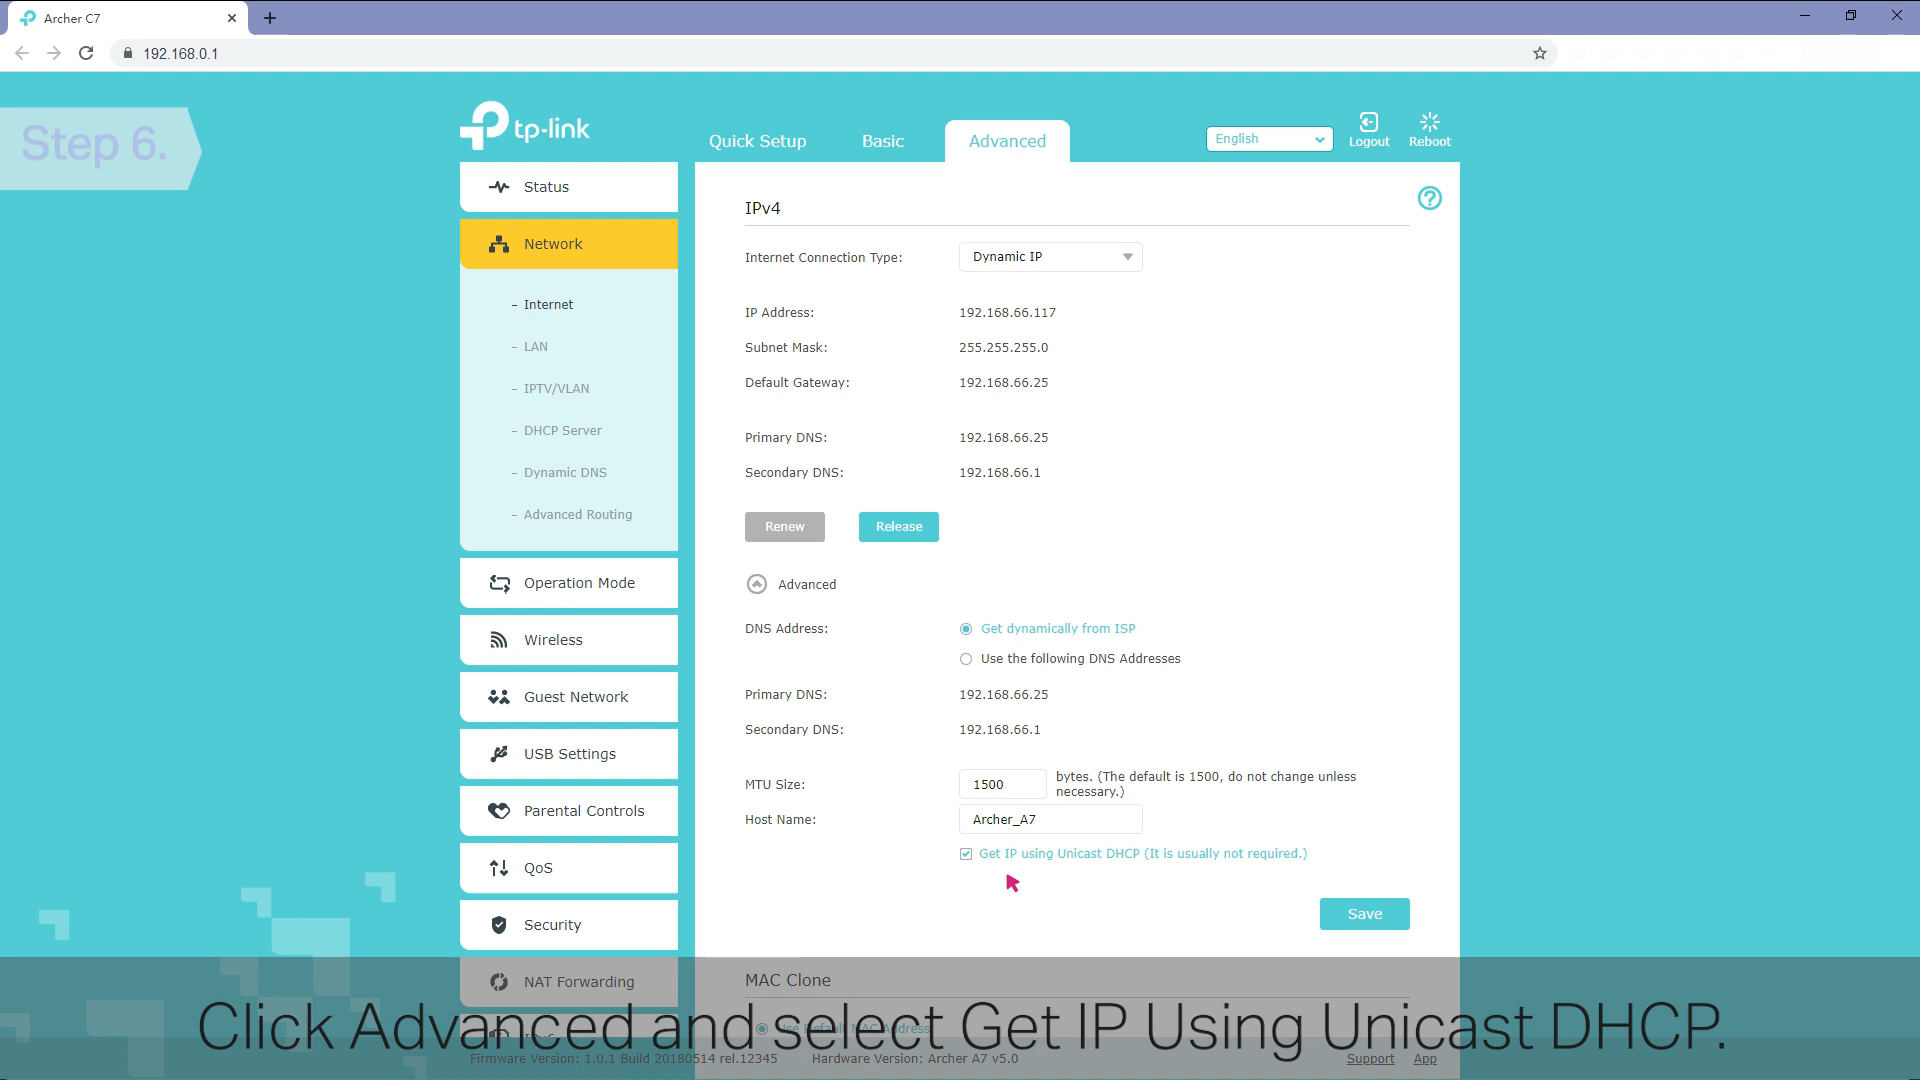 Archer C7
192.168.0.1
Step 6.
tp-link
Quick Setup
Basic
Advanced
English
Logout
Reboot
Status
Network
- Internet
- LAN
- IPTV/VLAN
- DHCP Server
- Dynamic DNS
- Advanced Routing
Operation Mode
Wireless
Guest Network
USB Settings
Parental Controls
QoS
Security
NAT Forwarding
IPv4
Internet Connection Type: Dynamic IP
IP Address: 192.168.66.117
Subnet Mask: 255.255.255.0
Default Gateway: 192.168.66.25
Primary DNS: 192.168.66.25
Secondary DNS: 192.168.66.1
Renew Release
Advanced
DNS Address: Get dynamically from ISP
Use the following DNS Addresses
Primary DNS: 192.168.66.25
Secondary DNS: 192.168.66.1
MTU Size: 1500 bytes. (The default is 1500, do not change unless
necessary.)
Host Name: Archer_A7
Get IP using Unicast DHCP (It is usually not required.)
Save
MAC Clone
Use Default MAC Address
Click Advanced and select Get IP Using Unicast DHCP.
Firmware Version: 1.0.1 Build 20180514 rel.12345 Hardware Version: Archer A7 v5.0 Support App